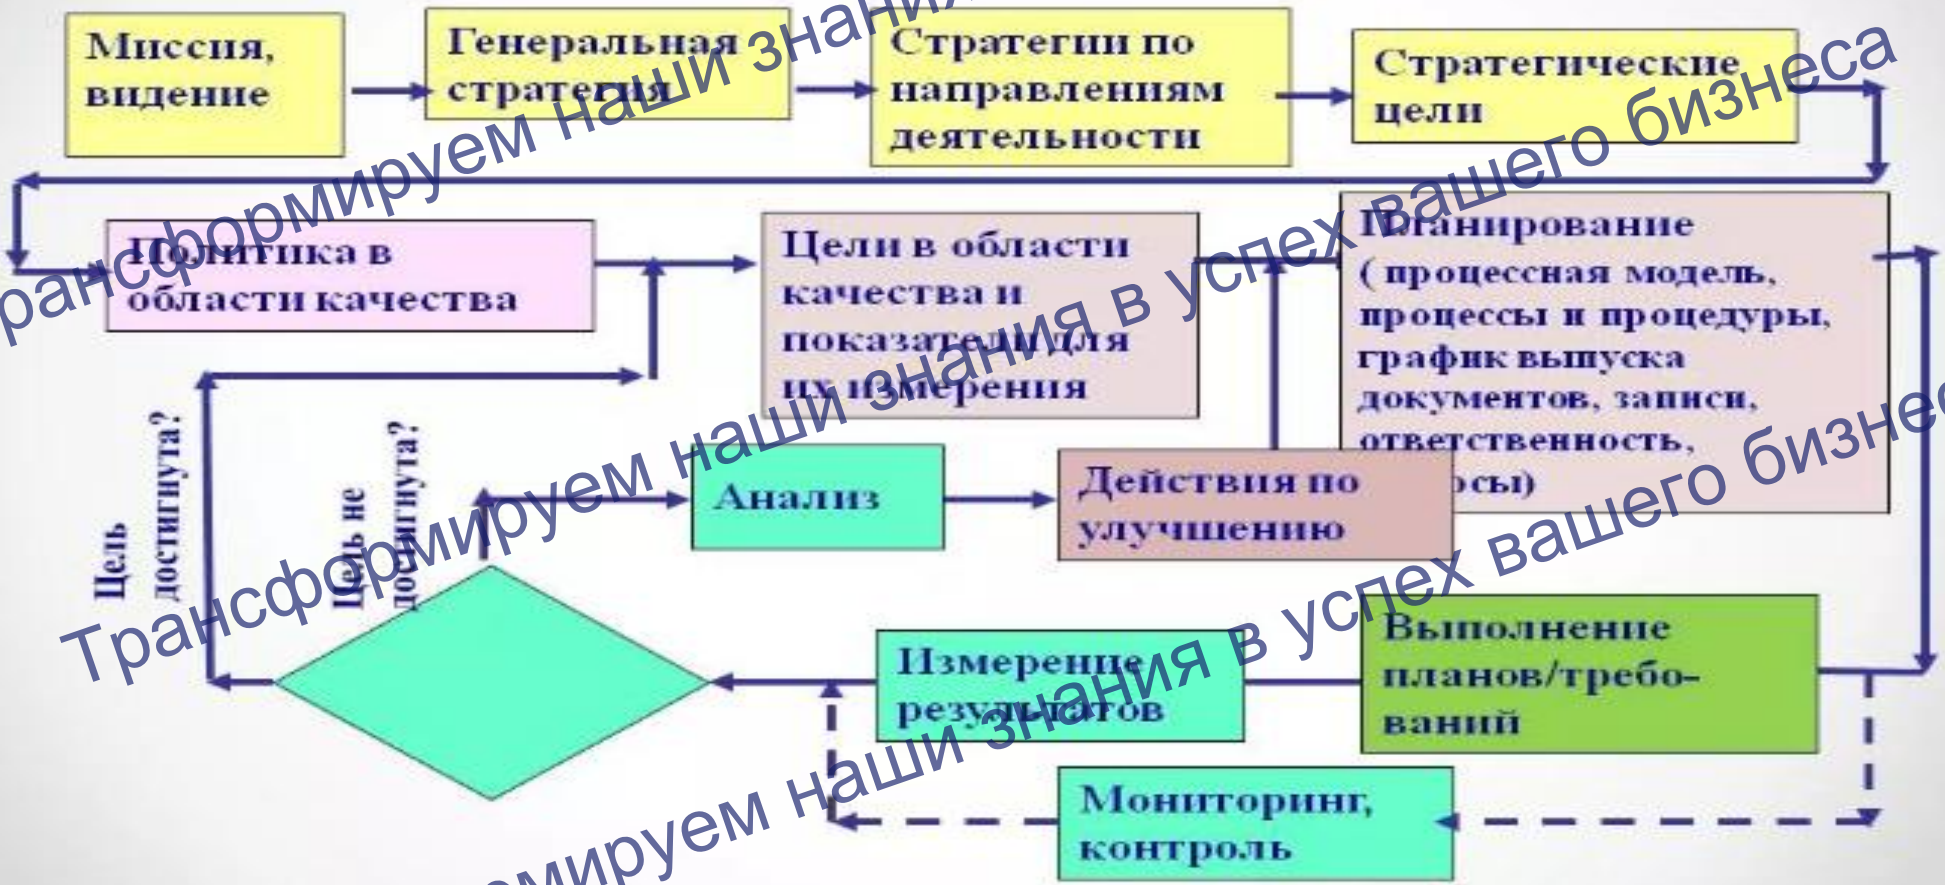 Миссия,
видение
Генеральная
стратегия
Стратегии по
направлениям
деятельности
Стратегические
цели
Политика в
области качества
Цели в области
качества и
показатели для
их измерения
Планирование
( процессная модель,
процессы и процедуры,
график выпуска
документов, записи,
ответственность,
осы)
Цель
достигнута?
Цель не
достигнута?
Анализ
Действия по
улучшению
Измерение
результатов
Выполнение
планов/требо-
ваний
Мониторинг,
контроль
рансформируем наши знания в успех вашего бизнеса
Трансформируем наши знания в успех вашего бизнес
мируем наши знания в успех вашего бизнеса